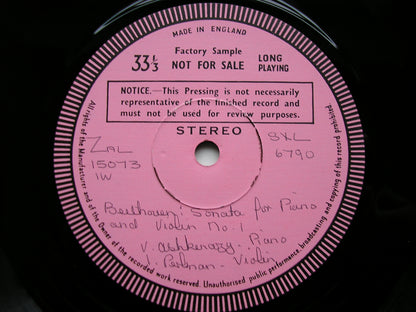 MADE IN ENGLAND
33 1/3
Factory Sample
NOT FOR SALE
LONG
PLAYING
NOTICE.—This Pressing is not necessarily
representative of the finished record and
must not be used for review purposes.
STEREO
ZAL
15073
1W
SXL
6790
Beethoven: Sonata for Piano
and Violin No. 1
V. Ashkenazy - Piano
I. Perlman - Violin
All rights of the Manufacturer and of the Owner of the recorded work reserved. Unauthorised public performance, broadcasting and copying of this record prohibited.